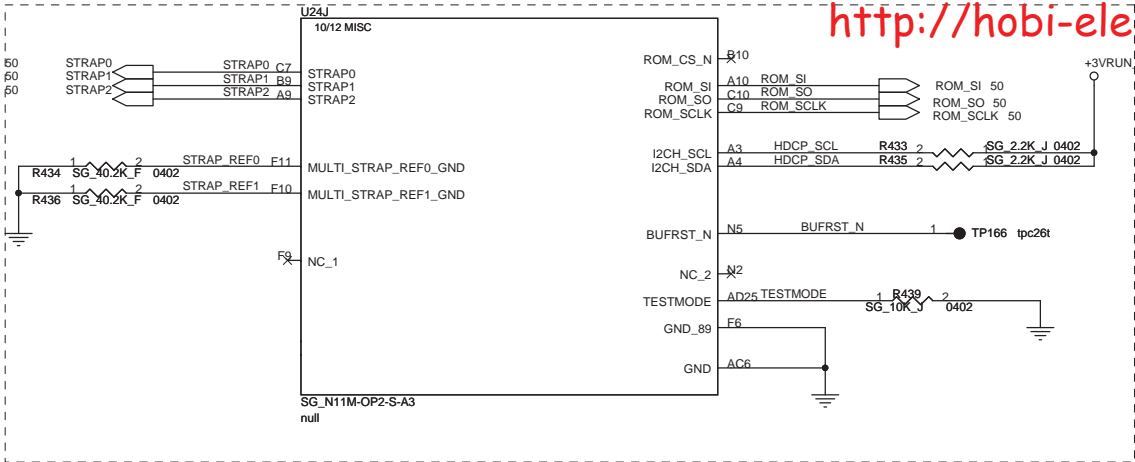 http://hobi-ele
U24J
10/12 MISC
50 STRAP0 STRAP0 C7 STRAP0
50 STRAP1 STRAP1 B9 STRAP1
50 STRAP2 STRAP2 A9 STRAP2
ROM_CS_N B10
+3VRUN
ROM_SI A10 ROM_SI ROM_SI 50
ROM_SO C10 ROM_SO ROM_SO 50
ROM_SCLK C9 ROM_SCLK ROM_SCLK 50
I2CH_SCL A3 HDCP_SCL R433 2 1 SG_2.2K_J 0402
I2CH_SDA A4 HDCP_SDA R435 2 1 SG_2.2K_J 0402
1 2 STRAP_REF0 F11 MULTI_STRAP_REF0_GND
R434 SG_40.2K_F 0402
1 2 STRAP_REF1 F10 MULTI_STRAP_REF1_GND
R436 SG_40.2K_F 0402
BUFRST_N N5 BUFRST_N 1 TP166 tpc26t
F9 NC_1
NC_2 N2
TESTMODE AD25 TESTMODE 1 R439 2
SG_10K_J 0402
GND_89 F6
GND AC6
SG_N11M-OP2-S-A3
null